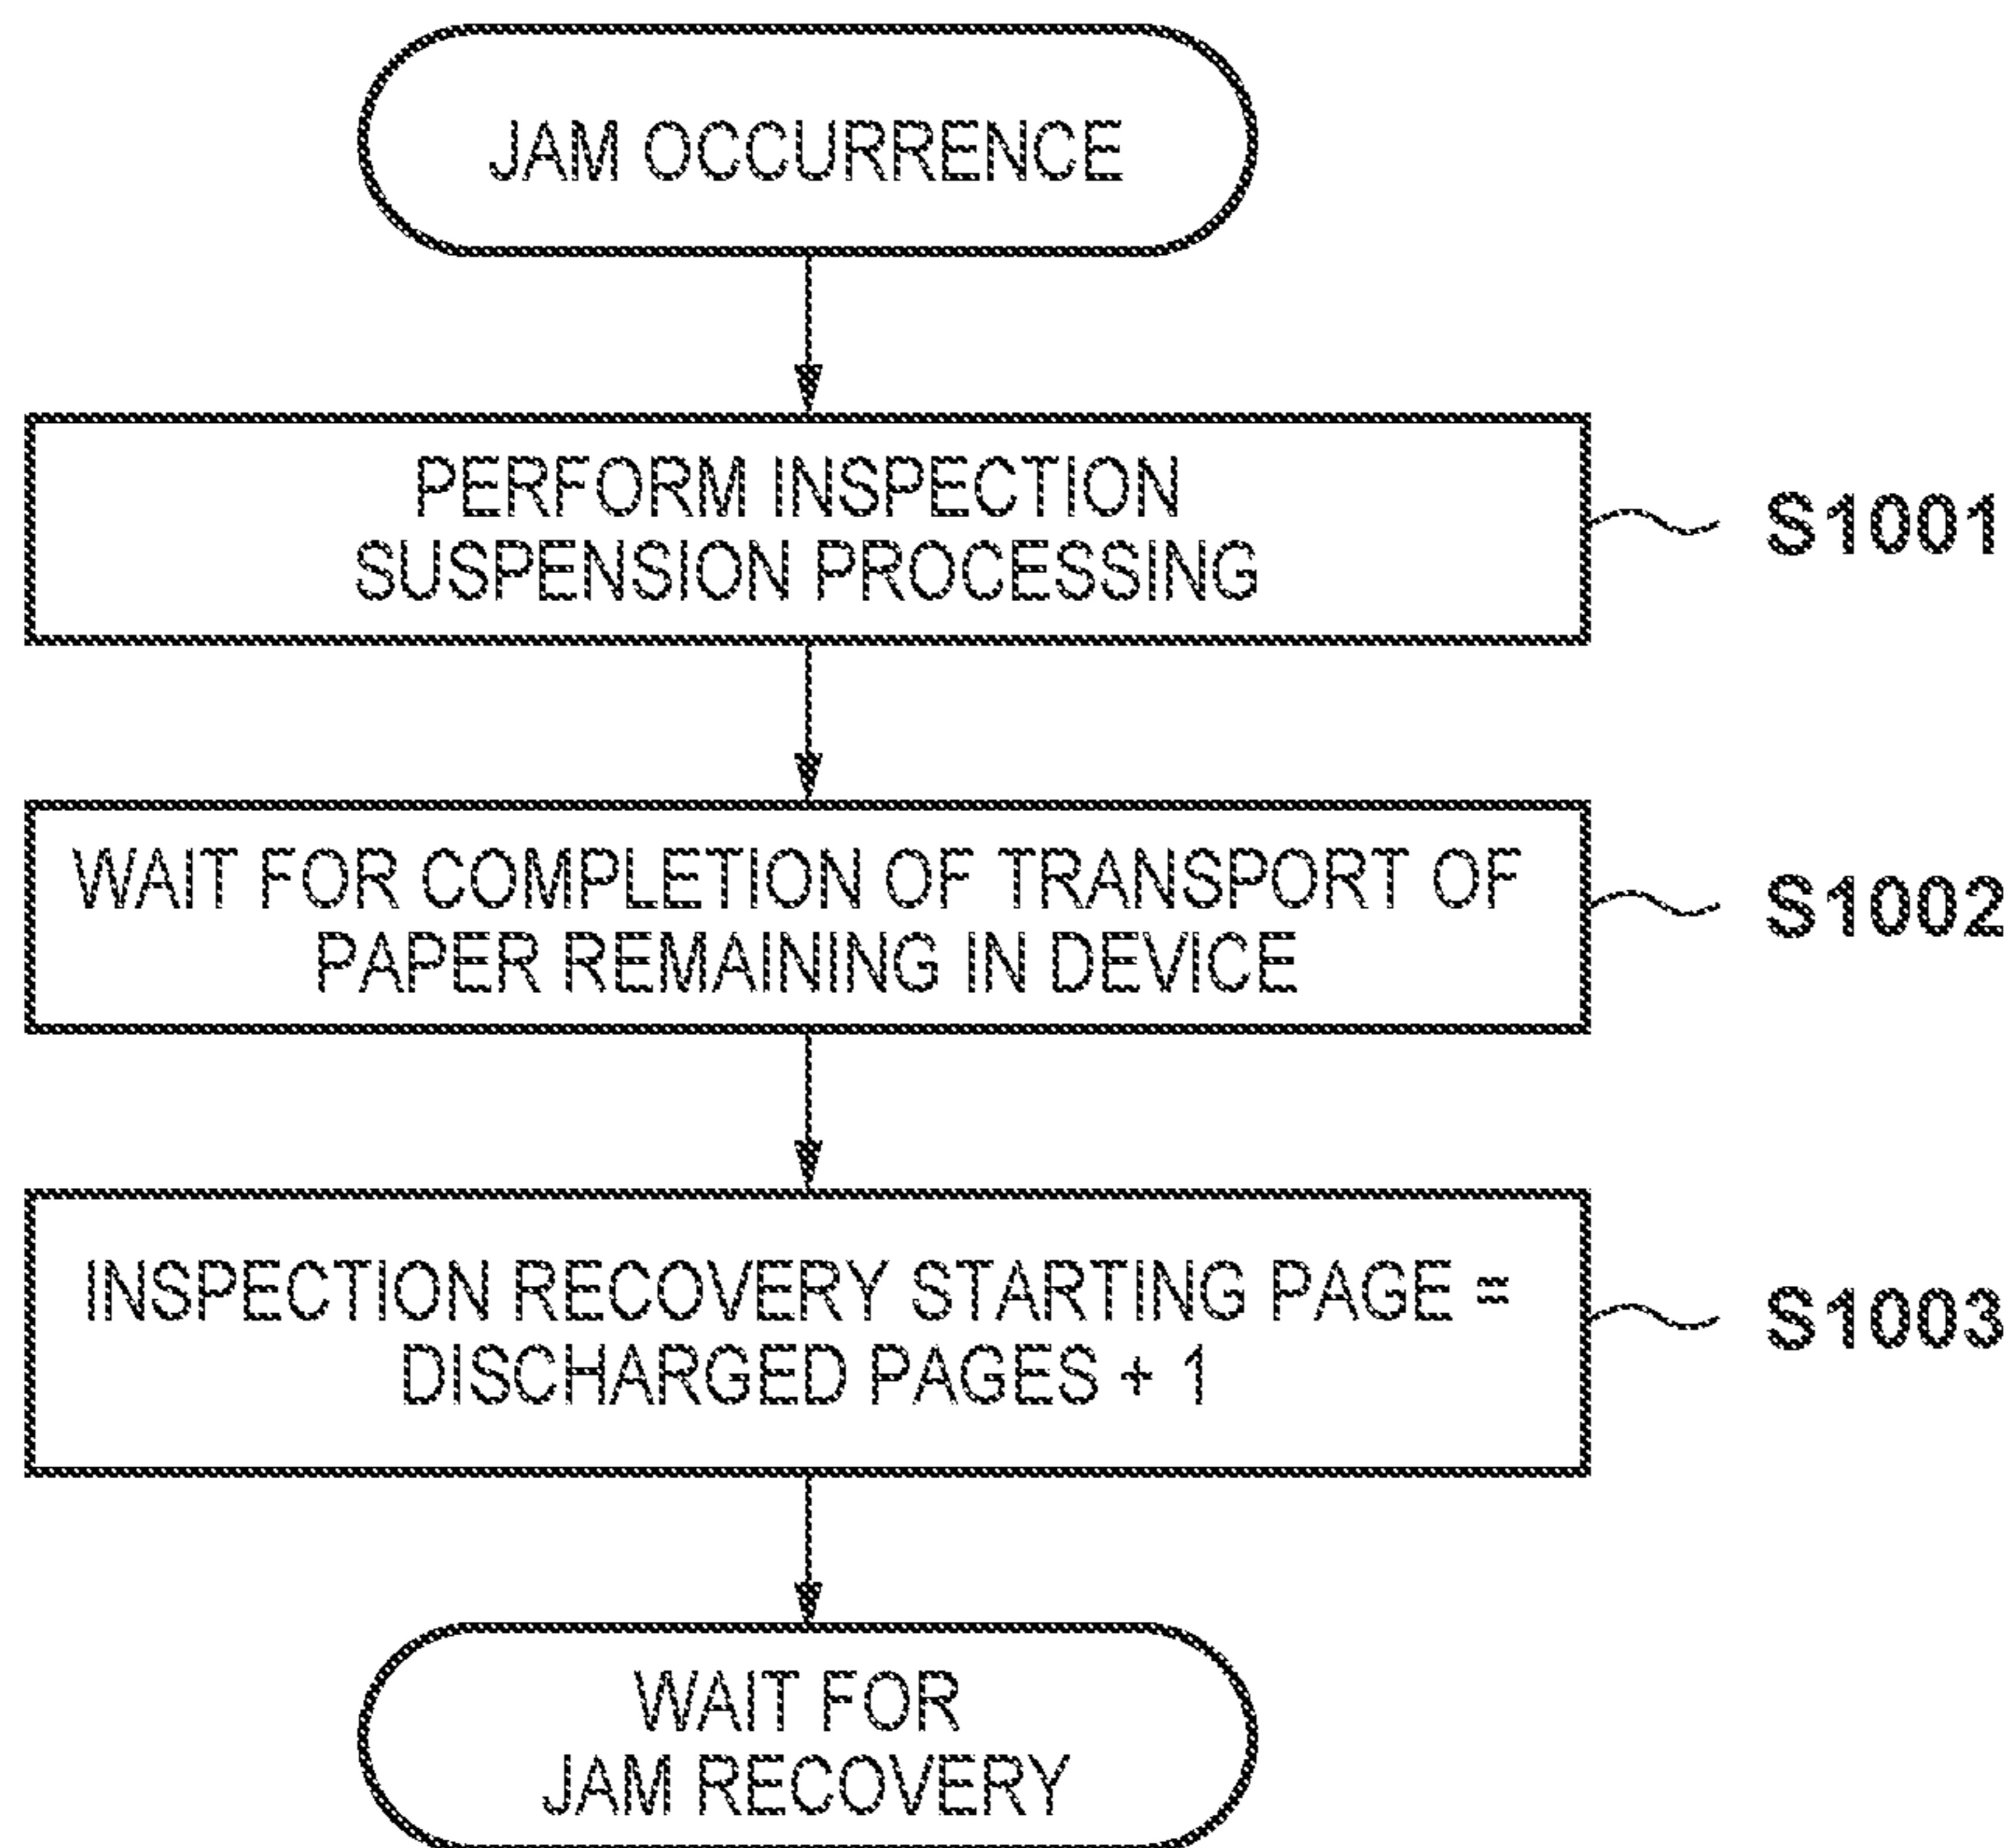 JAM OCCURRENCE
PERFORM INSPECTION
SUSPENSION PROCESSING
S1001
WAIT FOR COMPLETION OF TRANSPORT OF
PAPER REMAINING IN DEVICE
S1002
INSPECTION RECOVERY STARTING PAGE =
DISCHARGED PAGES + 1
S1003
WAIT FOR
JAM RECOVERY